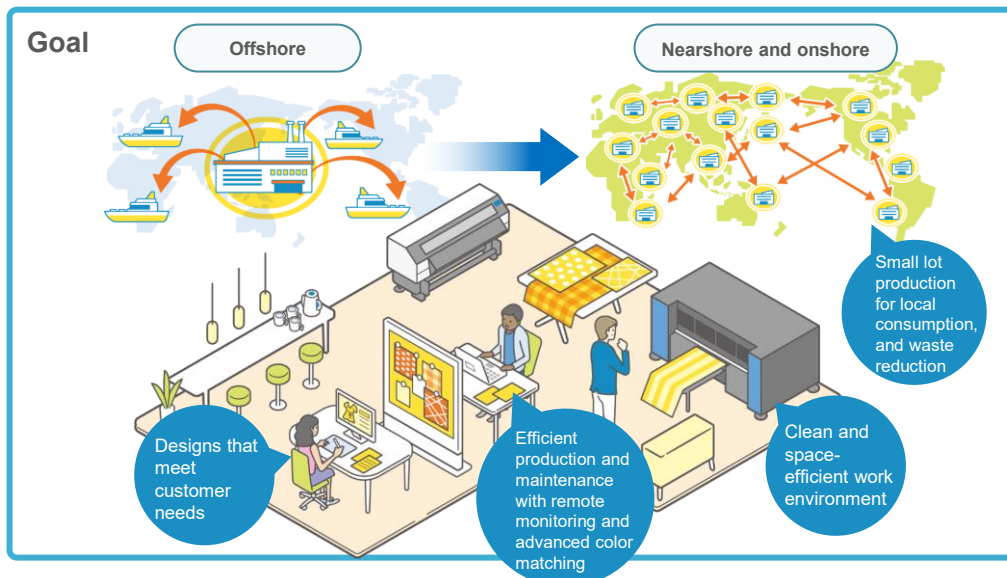 Goal
Offshore
Nearshore and onshore
Small lot
production
for local
consumption,
and waste
reduction
Designs that
meet
customer
needs
Efficient
production and
maintenance
with remote
monitoring and
advanced color
matching
Clean and
space-
efficient work
environment